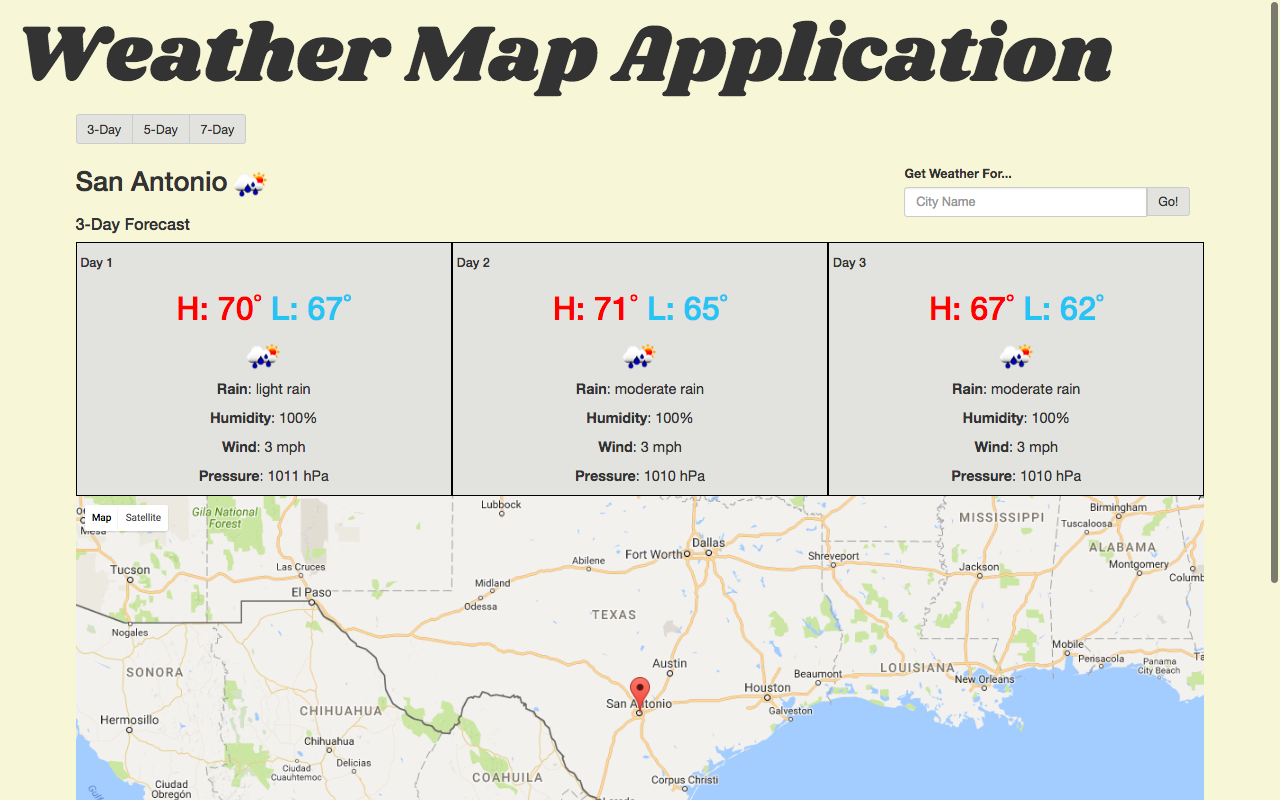 Weather Map Application
3-Day 5-Day 7-Day
San Antonio
Get Weather For...
City Name Go!
3-Day Forecast
Day 1
H: 70° L: 67°
Rain: light rain
Humidity: 100%
Wind: 3 mph
Pressure: 1011 hPa
Day 2
H: 71° L: 65°
Rain: moderate rain
Humidity: 100%
Wind: 3 mph
Pressure: 1010 hPa
Day 3
H: 67° L: 62°
Rain: moderate rain
Humidity: 100%
Wind: 3 mph
Pressure: 1010 hPa
Map Satellite
Mesa
Gila National
Forest
Lubbock
MISSISSIPPI
Birmingham
Tuscaloosa
ALABAMA
Dallas
Fort Worth
Abilene
Shreveport
Jackson
Montgomery
Columb
Tucson
Las Cruces
El Paso
Midland
Odessa
TEXAS
Nogales
SONORA
Austin
Mobile
Pensacola
Panama
City Beach
Ta
LOUISIANA
New Orleans
Beaumont
Houston
Galveston
San Antonio
CHIHUAHUA
Hermosillo
Chihuahua
Ciudad
Cuauhtemoc
Delicias
COAHUILA
Corpus Christi
Ciudad
Obregón
Gulf
Laredo